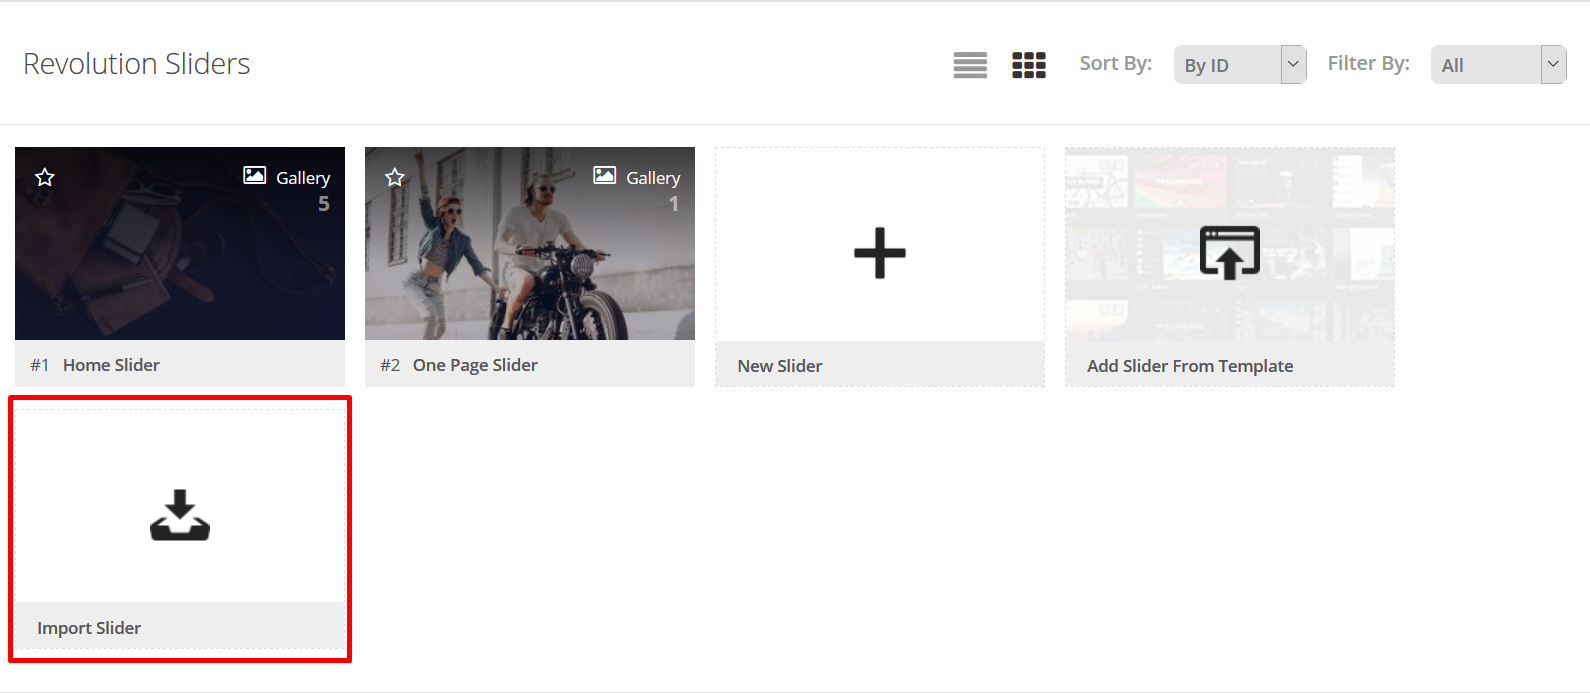 Revolution Sliders
Sort By:
By ID
Filter By:
All
Gallery
5
#1 Home Slider
Gallery
1
#2 One Page Slider
New Slider
Add Slider From Template
Import Slider